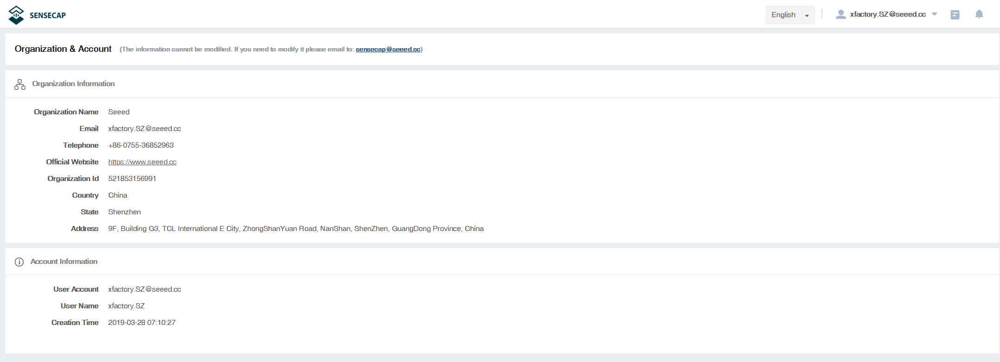 SENSECAP
English
xfactory.SZ@seeed.cc
Organization & Account (The information cannot be modified. If you need to modify it please email to: sensecap@seeed.cc)
Organization Information
Organization Name Seeed
Email xfactory.SZ@seeed.cc
Telephone +86-0755-36852963
Official Website https://www.seeed.cc
Organization Id 521853156991
Country China
State Shenzhen
Address 9F, Building G3, TCL International E City, ZhongShanYuan Road, NanShan, ShenZhen, GuangDong Province, China
Account Information
User Account xfactory.SZ@seeed.cc
User Name xfactory.SZ
Creation Time 2019-03-28 07:10:27